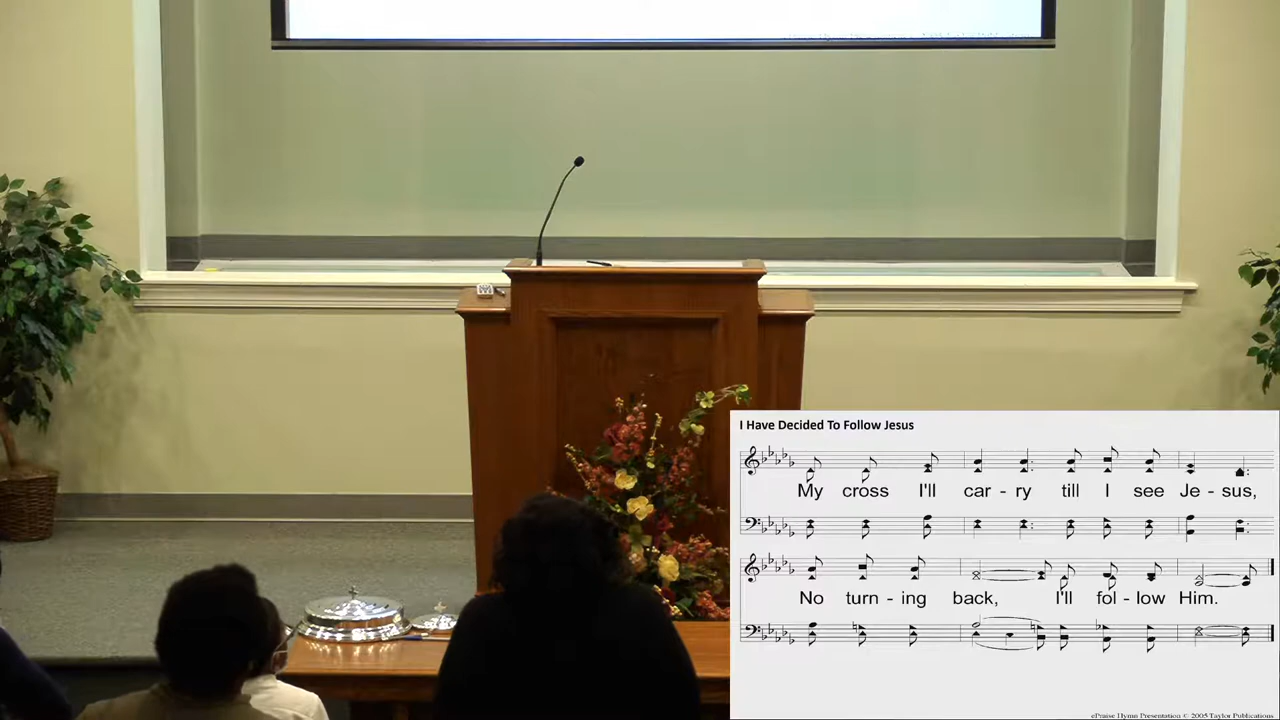 I Have Decided To Follow Jesus
My cross I'll car - ry till I see Je - sus,
No turn - ing back, I'll fol - low Him.
ePraise Hymn Presentation © 2005 Taylor Publications